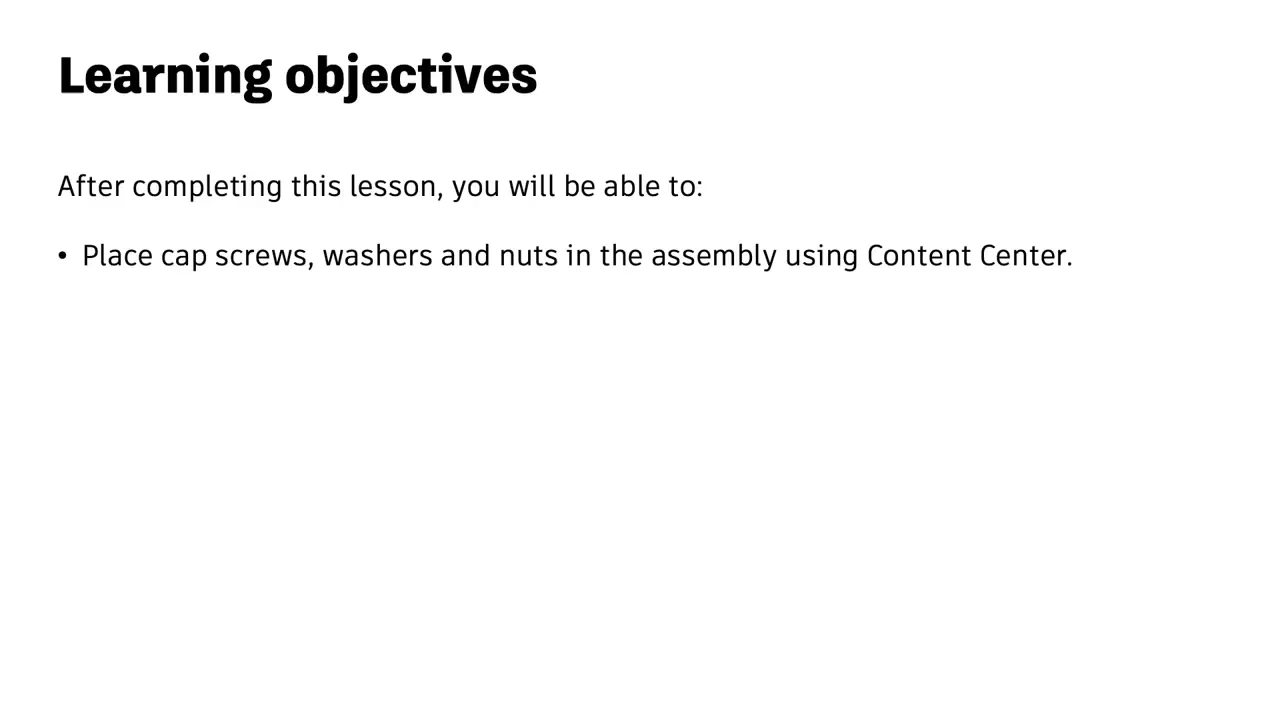 Learning objectives
After completing this lesson, you will be able to:
• Place cap screws, washers and nuts in the assembly using Content Center.